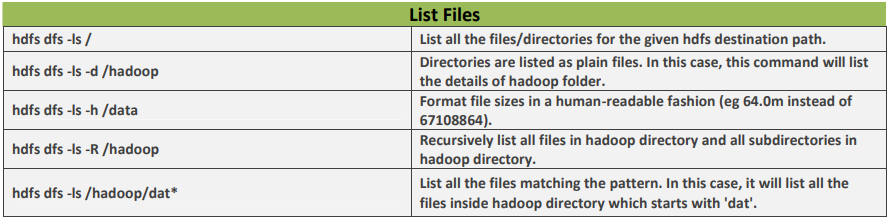 List Files
hdfs dfs -ls /
List all the files/directories for the given hdfs destination path.
hdfs dfs -ls -d /hadoop
Directories are listed as plain files. In this case, this command will list
the details of hadoop folder.
hdfs dfs -ls -h /data
Format file sizes in a human-readable fashion (eg 64.0m instead of
67108864).
hdfs dfs -ls -R /hadoop
Recursively list all files in hadoop directory and all subdirectories in
hadoop directory.
hdfs dfs -ls /hadoop/dat*
List all the files matching the pattern. In this case, it will list all the
files inside hadoop directory which starts with 'dat'.